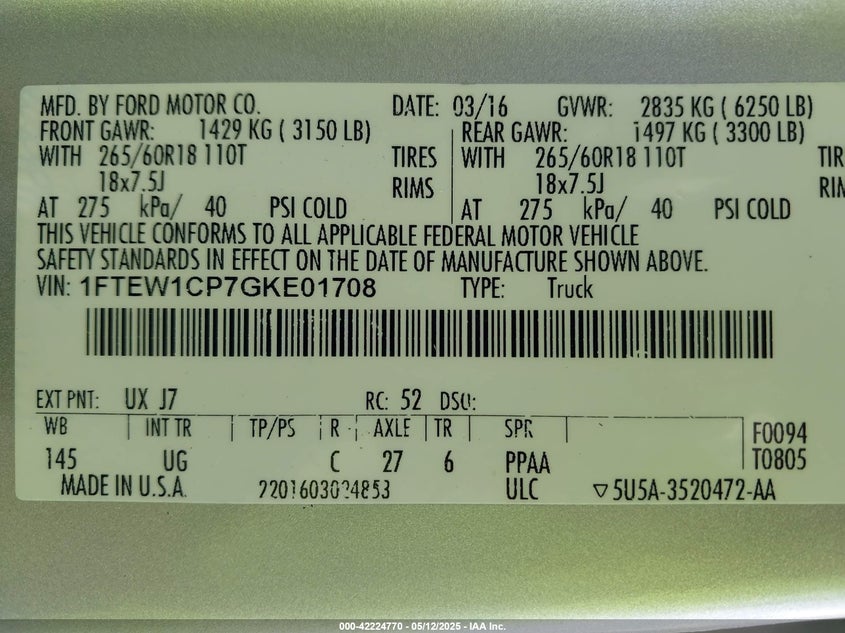 MFD. BY FORD MOTOR CO. DATE: 03/16 GVWR: 2835 KG ( 6250 LB)
FRONT GAWR: 1429 KG ( 3150 LB) REAR GAWR: 1497 KG ( 3300 LB)
WITH 265/60R18 110T TIRES WITH 265/60R18 110T TIR
18x7.5J RIMS 18x7.5J RIM
AT 275 kPa/ 40 PSI COLD AT 275 kPa/ 40 PSI COLD
THIS VEHICLE CONFORMS TO ALL APPLICABLE FEDERAL MOTOR VEHICLE
SAFETY STANDARDS IN EFFECT ON THE DATE OF MANUFACTURE SHOWN ABOVE.
VIN: 1FTEW1CP7GKE01708 TYPE: Truck
EXT PNT: UX J7 RC: 52 DSO:
WB INT TR TP/PS R AXLE TR SPR F0094
145 UG C 27 6 PPAA T0805
MADE IN U.S.A. ULC ▽5U5A-3520472-AA
000-42224770 - 05/12/2025 - IAA Inc.